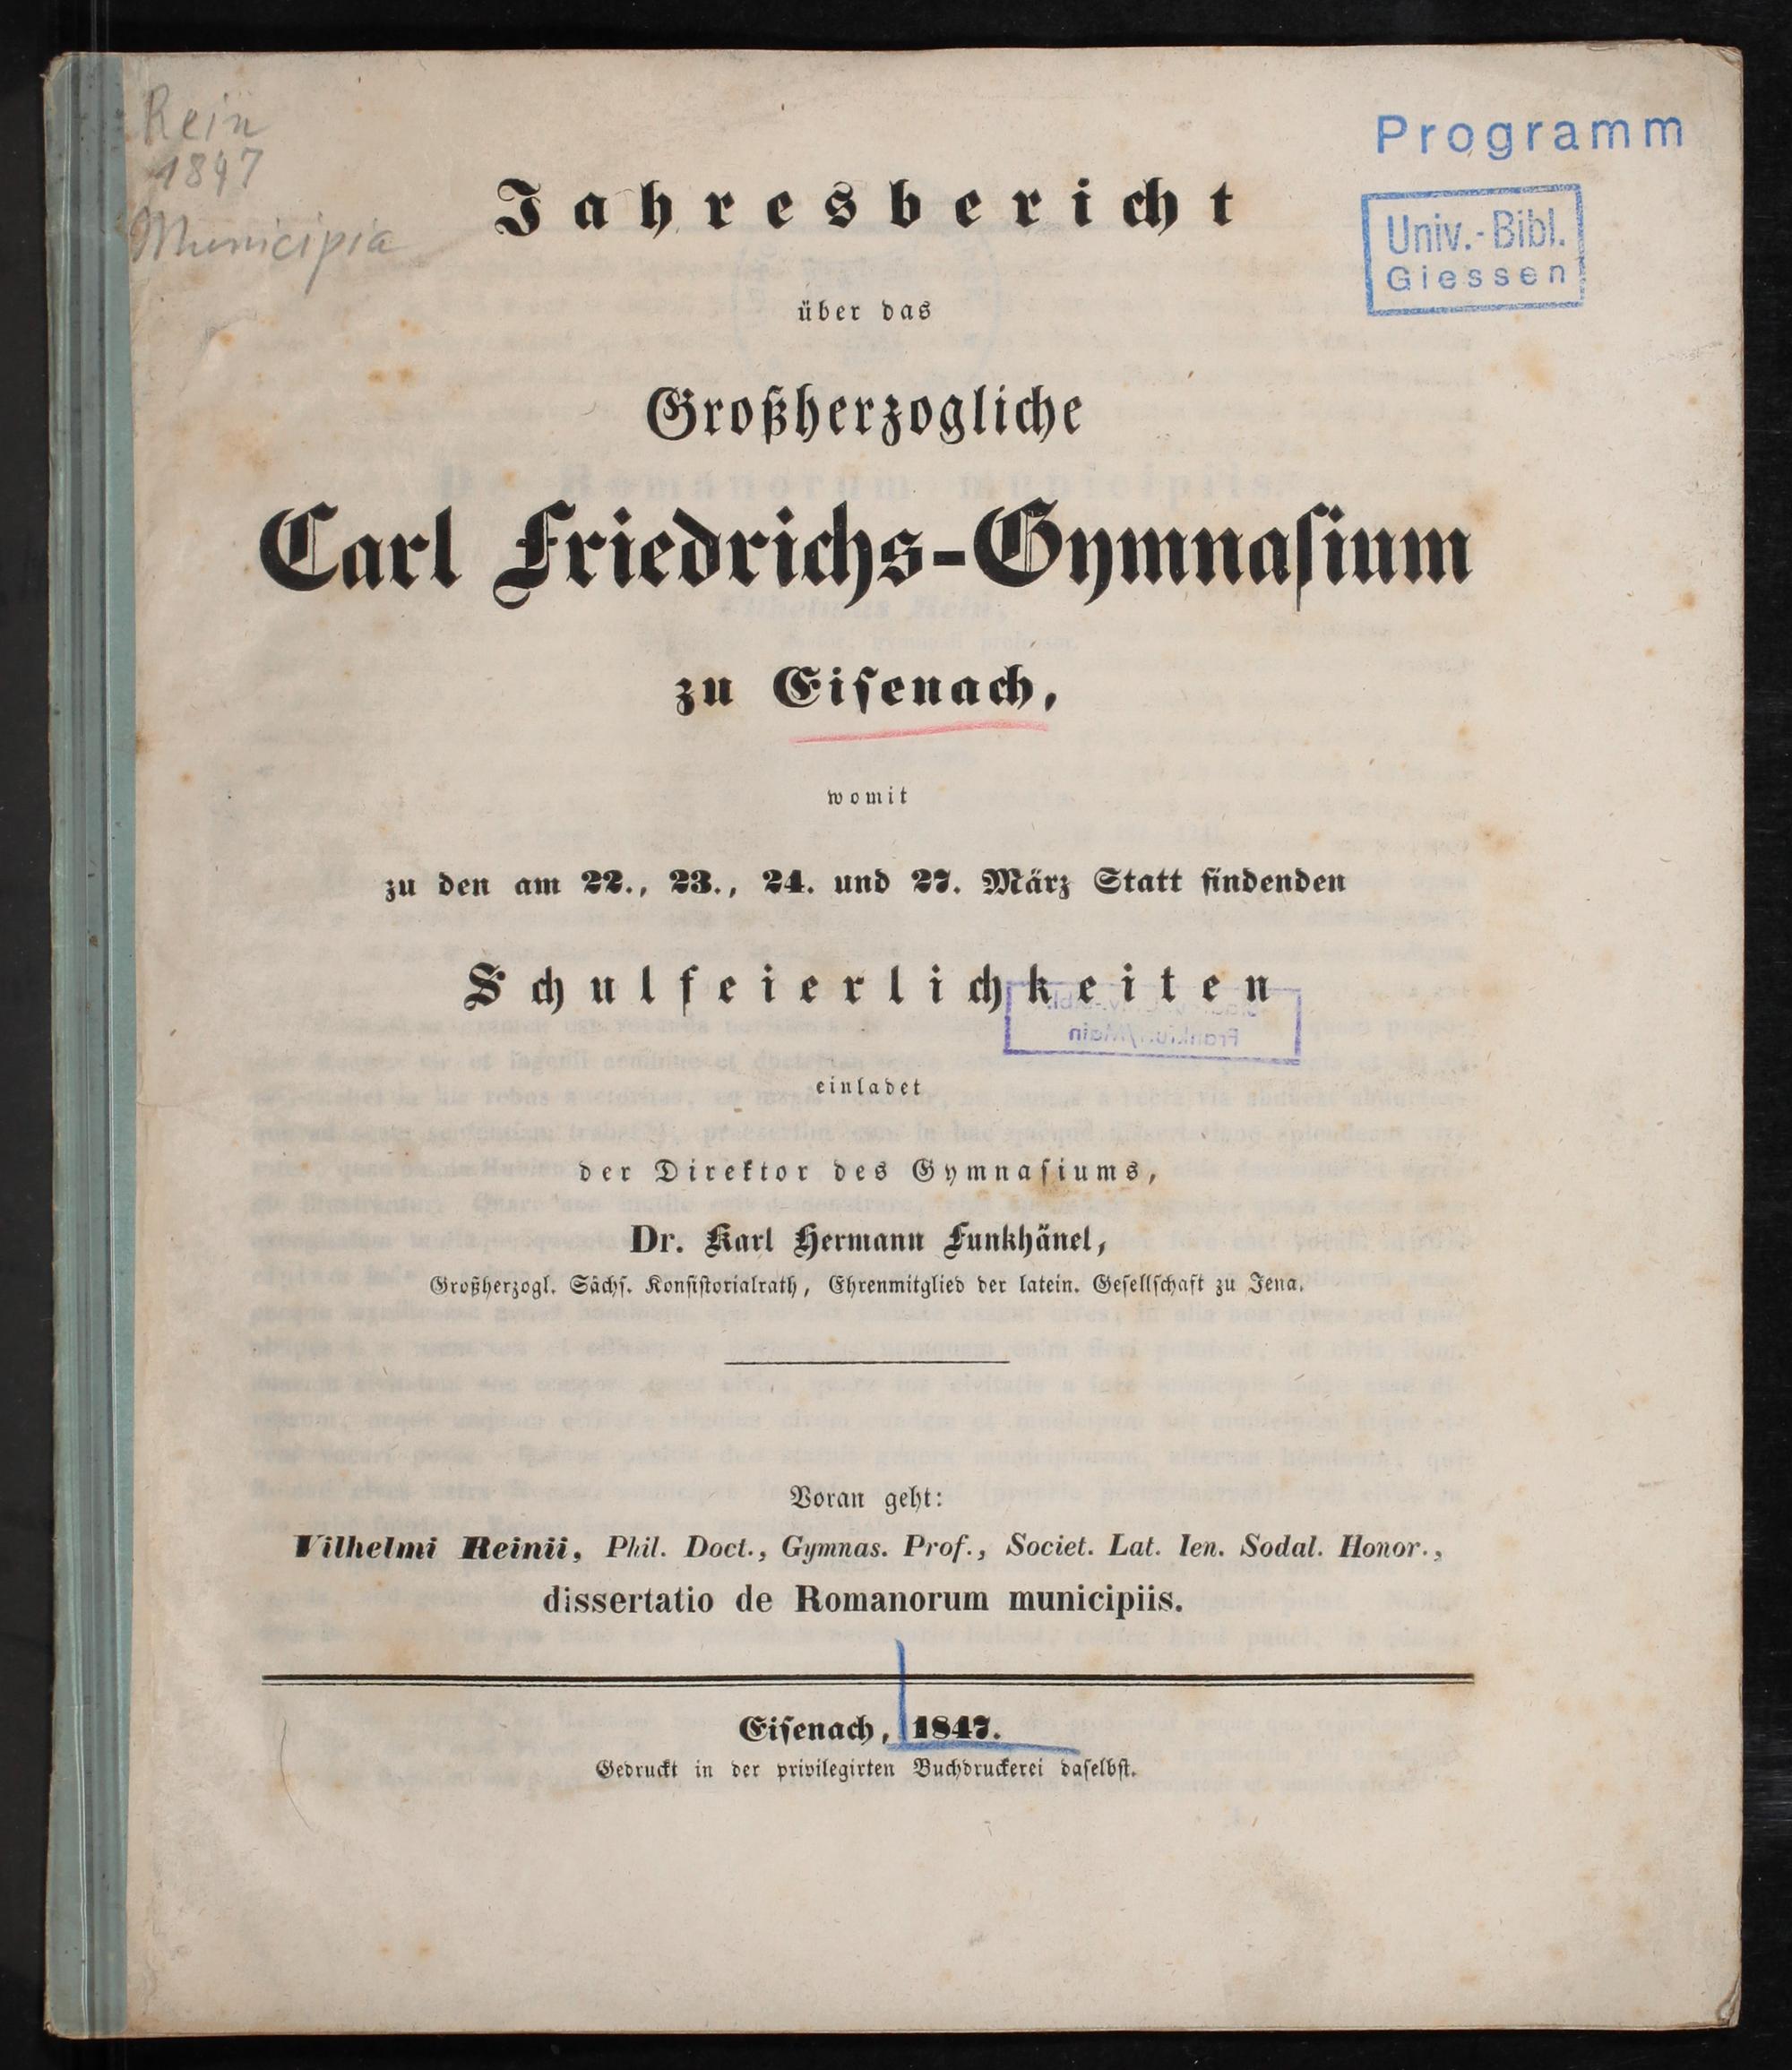 Rein
1847
Municipia
Programm
Univ.-Bibl.
Giessen
Jahresbericht
über das
Großherzogliche
Carl Friedrichs-Gymnasium
zu Eisenach,
womit
zu den am 22., 23., 24. und 27. März Statt findenden
Schulfeierlichkeiten
Frankfurt/Main
einladet
der Direktor des Gymnasiums,
Dr. Karl Hermann Funkhänel,
Großherzogl. Sächs. Konsistorialrath, Ehrenmitglied der latein. Gesellschaft zu Jena.
Voran geht:
Vilhelmi Reinii, Phil. Doct., Gymnas. Prof., Societ. Lat. Ien. Sodal. Honor.,
dissertatio de Romanorum municipiis.
Eisenach, 1847.
Gedruckt in der privilegirten Buchdruckerei daselbst.